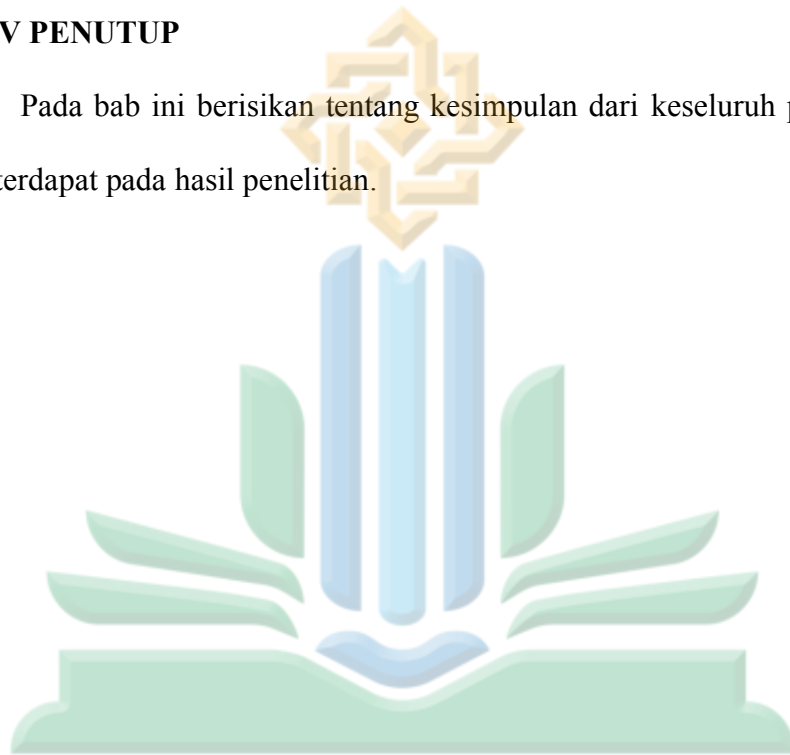 V PENUTUP
Pada bab ini berisikan tentang kesimpulan dari keseluruh
terdapat pada hasil penelitian.